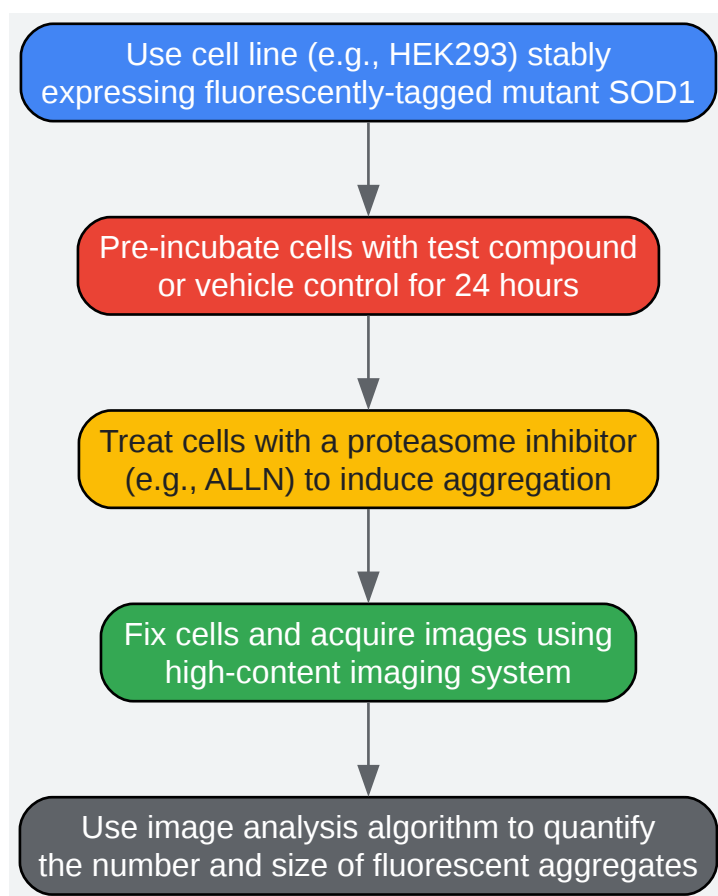 Use cell line (e.g., HEK293) stably
expressing fluorescently-tagged mutant SOD1
Pre-incubate cells with test compound
or vehicle control for 24 hours
Treat cells with a proteasome inhibitor
(e.g., ALLN) to induce aggregation
Fix cells and acquire images using
high-content imaging system
Use image analysis algorithm to quantify
the number and size of fluorescent aggregates